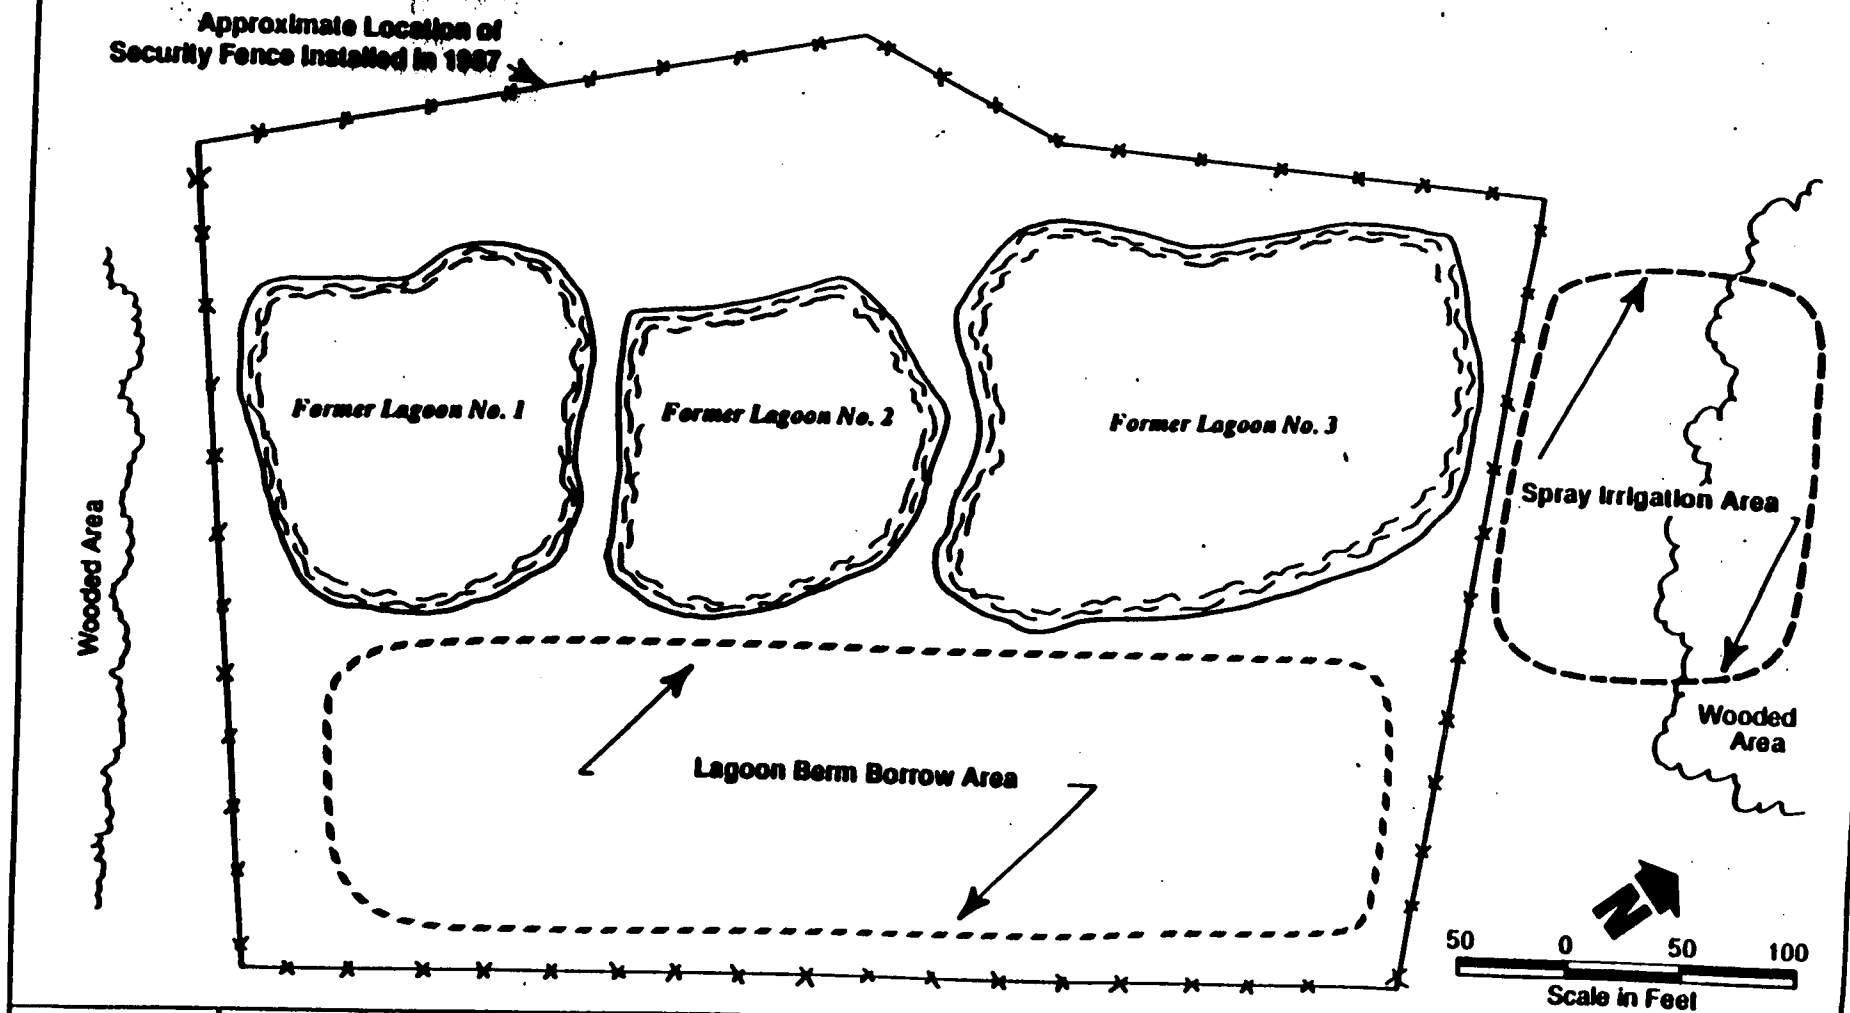 Approximate Location of
Security Fence Installed in 1987
Former Lagoon No. 1
Former Lagoon No. 2
Former Lagoon No. 3
Spray Irrigation Area
Wooded Area
Wooded
Area
Lagoon Berm Borrow Area
N
50 0 50 100
Scale in Feet